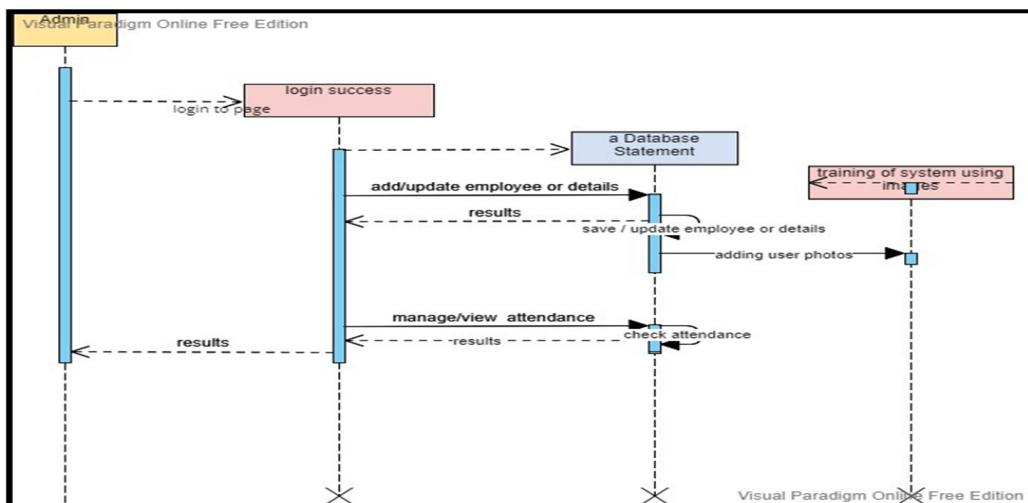 Admin
Visual Paradigm Online Free Edition
login success
login to page
a Database
Statement
training of system using
images
add/update employee or details
results
save / update employee or details
adding user photos
manage/view attendance
check attendance
results
results
Visual Paradigm Online Free Edition